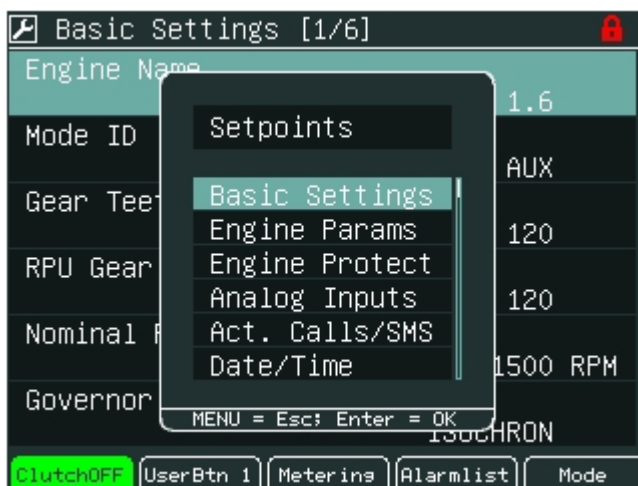 Basic Settings [1/6]
Engine Name
1.6
Mode ID
AUX
Gear Teet
120
RPU Gear
120
Nominal
1500 RPM
Governor
ISOCHRON
Setpoints
Basic Settings
Engine Params
Engine Protect
Analog Inputs
Act. Calls/SMS
Date/Time
MENU = Esc; Enter = OK
ClutchOFF UserBtn 1 Metering Alarmlist Mode